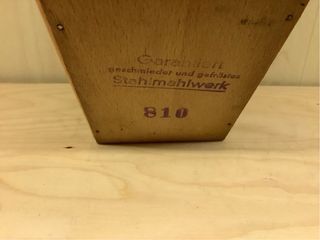 Garantiert
geschmiedet und gefrästes
Stahlmahlwerk
810